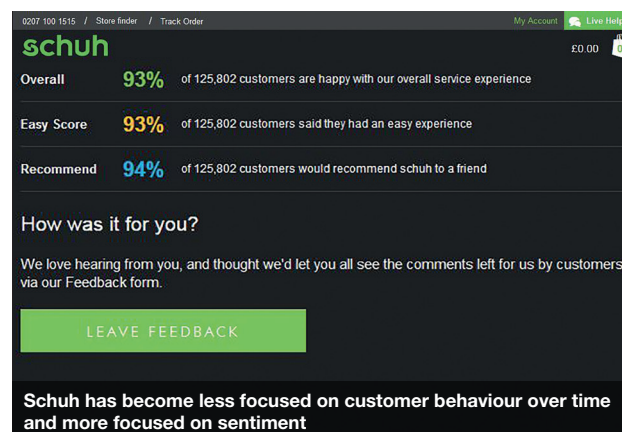 0207 100 1515 / Store finder / Track Order My Account Live Help
schuh £0.00
Overall 93% of 125,802 customers are happy with our overall service experience
Easy Score 93% of 125,802 customers said they had an easy experience
Recommend 94% of 125,802 customers would recommend schuh to a friend
How was it for you?
We love hearing from you, and thought we'd let you all see the comments left for us by customers
via our Feedback form.
LEAVE FEEDBACK
Schuh has become less focused on customer behaviour over time
and more focused on sentiment